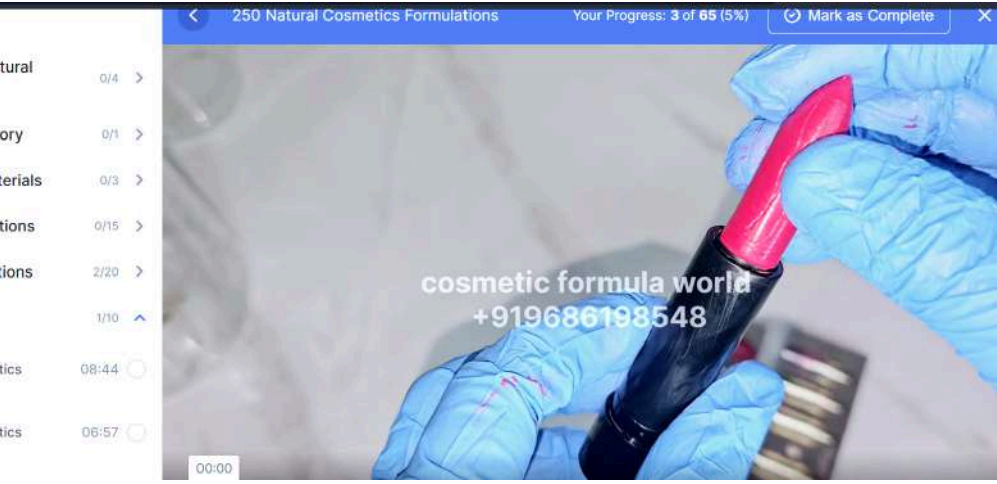 250 Natural Cosmetics Formulations
Your Progress: 3 of 65 (5%)
Mark as Complete
tural
0/4
ory
0/1
terials
0/3
tions
0/15
tions
2/20
1/10
tics
08:44
tics
06:57
cosmetic formula world
+919686198548
00:00